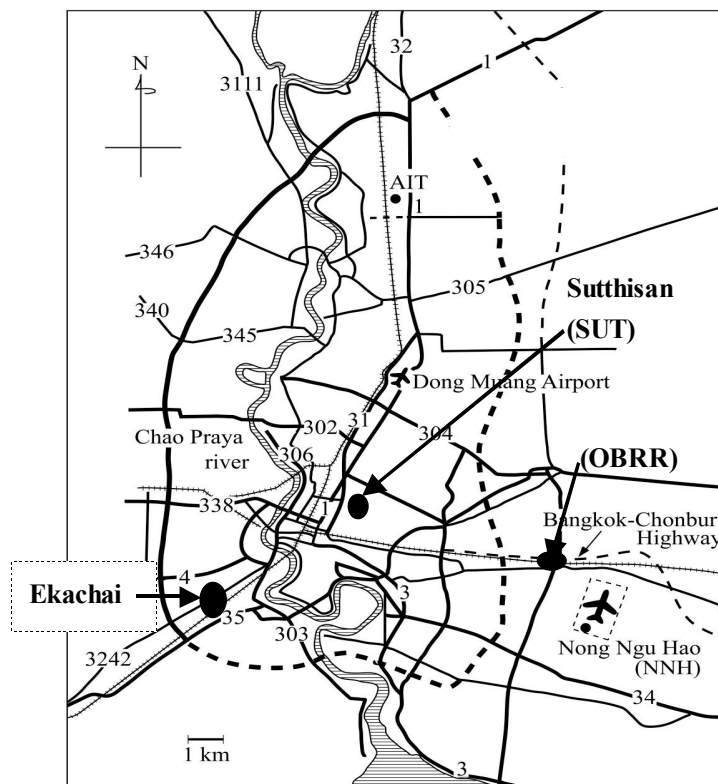 32
1
N
3111
AIT
1
346
305
Sutthisan
(SUT)
340
345
Dong Muang Airport
31
302
304
Chao Praya
river
306
(OBRR)
338
1
Bangkok-Chonburi
Highway
4
Ekachai
3
35
303
Nong Ngu Hao
(NNH)
3242
34
1 km
3